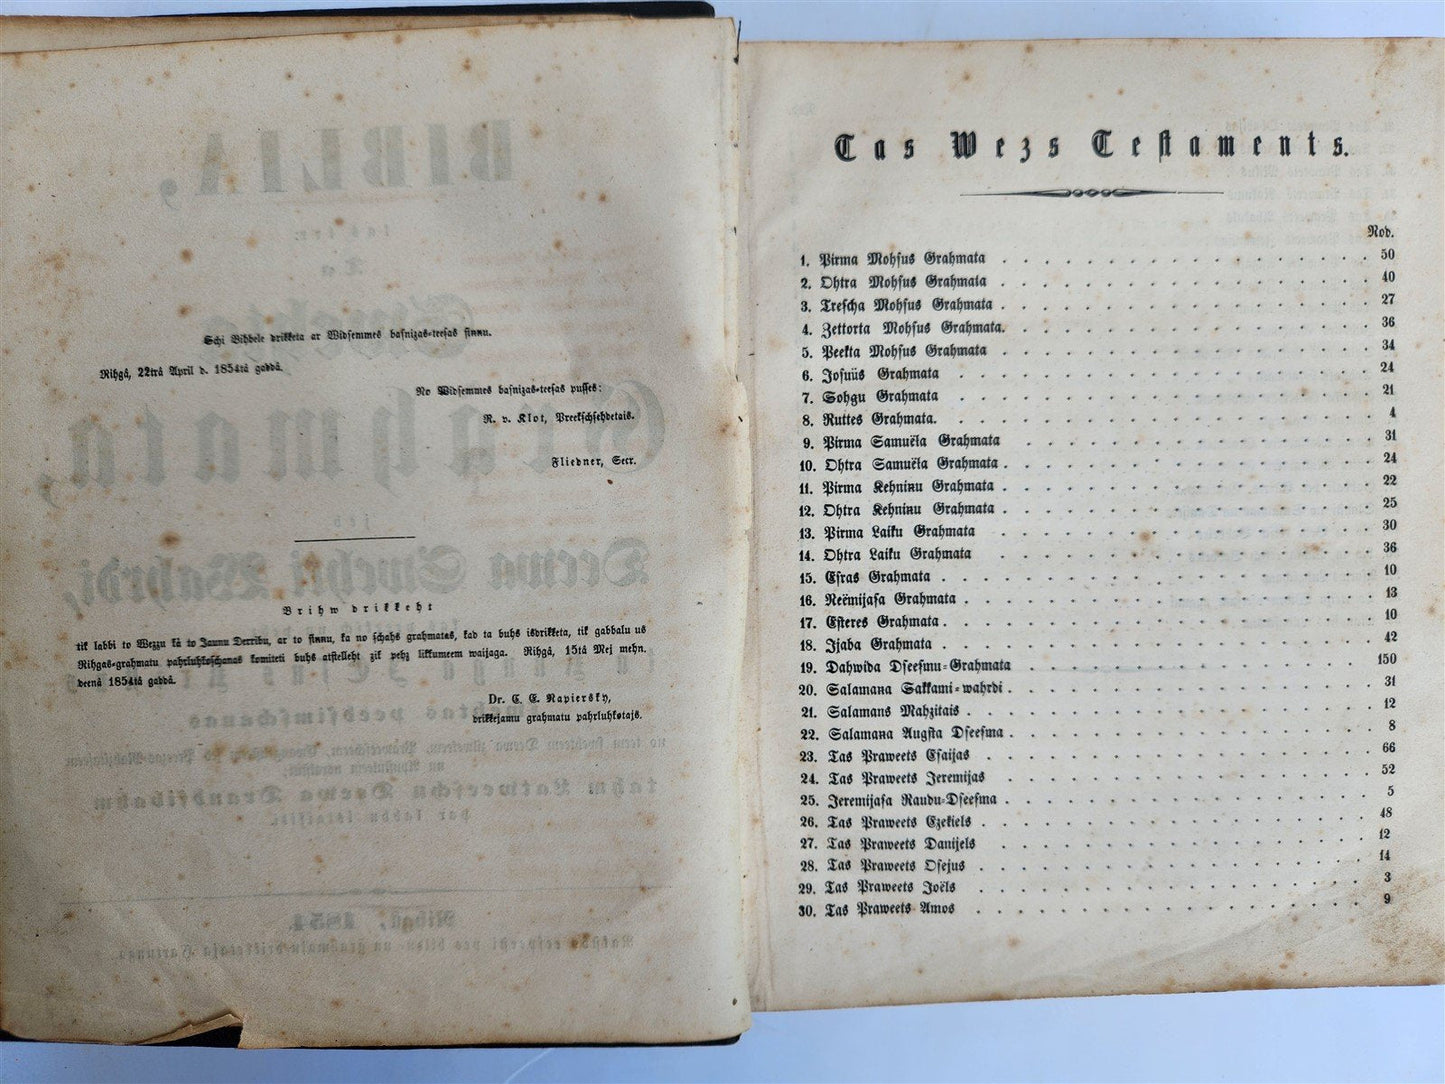 Schi Bihbele drikketa ar Widsemmes basnizas-teesas sinnu.
Rihgâ, 22trâ April d. 1854tâ gaddâ.
No Widsemmes basnizas-teesas pusses:
R. v. Klot, Preekschsehdetais.
Fliedner, Secr.
Brihw drikkeht
tik labbi to Wezzu kâ to Jaunu Derribu, ar to sinnu, ka no schahs grahmatas, kad ta buhs isdrikketa, tik gabbalu us
Rihgas-grahmatu pahrluhkoschanas komiteti buhs atstelleht zik pehz likkumeem waijaga. Rihgâ, 15tâ Mej mehn.
deenâ 1854tâ gaddâ.
Dr. C. E. Napiersky,
drikkejamu grahmatu pahrluhkotajs.
Tas Wezs Testaments.
Nod.
1. Pirma Mohsus Grahmata 50
2. Ohtra Mohsus Grahmata 40
3. Trescha Mohsus Grahmata 27
4. Zettorta Mohsus Grahmata. 36
5. Peekta Mohsus Grahmata 34
6. Josuüs Grahmata 24
7. Sohgu Grahmata 21
8. Ruttes Grahmata. 4
9. Pirma Samuëla Grahmata 31
10. Ohtra Samuëla Grahmata 24
11. Pirma Kehninu Grahmata 22
12. Ohtra Kehninu Grahmata 25
13. Pirma Laiku Grahmata 30
14. Ohtra Laiku Grahmata 36
15. Esras Grahmata 10
16. Neëmijasa Grahmata 13
17. Esteres Grahmata 10
18. Ijaba Grahmata 42
19. Dahwida Dseesmu-Grahmata 150
20. Salamana Sakkami-wahrdi 31
21. Salamans Mahzitais 12
22. Salamana Augsta Dseesma 8
23. Tas Praweets Esaijas 66
24. Tas Praweets Jeremijas 52
25. Jeremijasa Raudu-Dseesma 5
26. Tas Praweets Ezekiels 48
27. Tas Praweets Danijels 12
28. Tas Praweets Osejus 14
29. Tas Praweets Joëls 3
30. Tas Praweets Amos 9